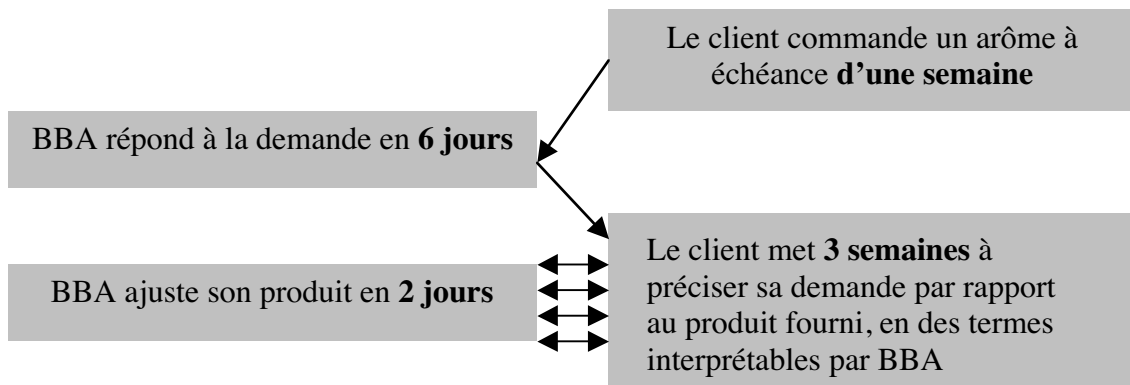 Le client commande un arôme à
échéance d'une semaine
BBA répond à la demande en 6 jours
Le client met 3 semaines à
préciser sa demande par rapport
au produit fourni, en des termes
interprétables par BBA
BBA ajuste son produit en 2 jours